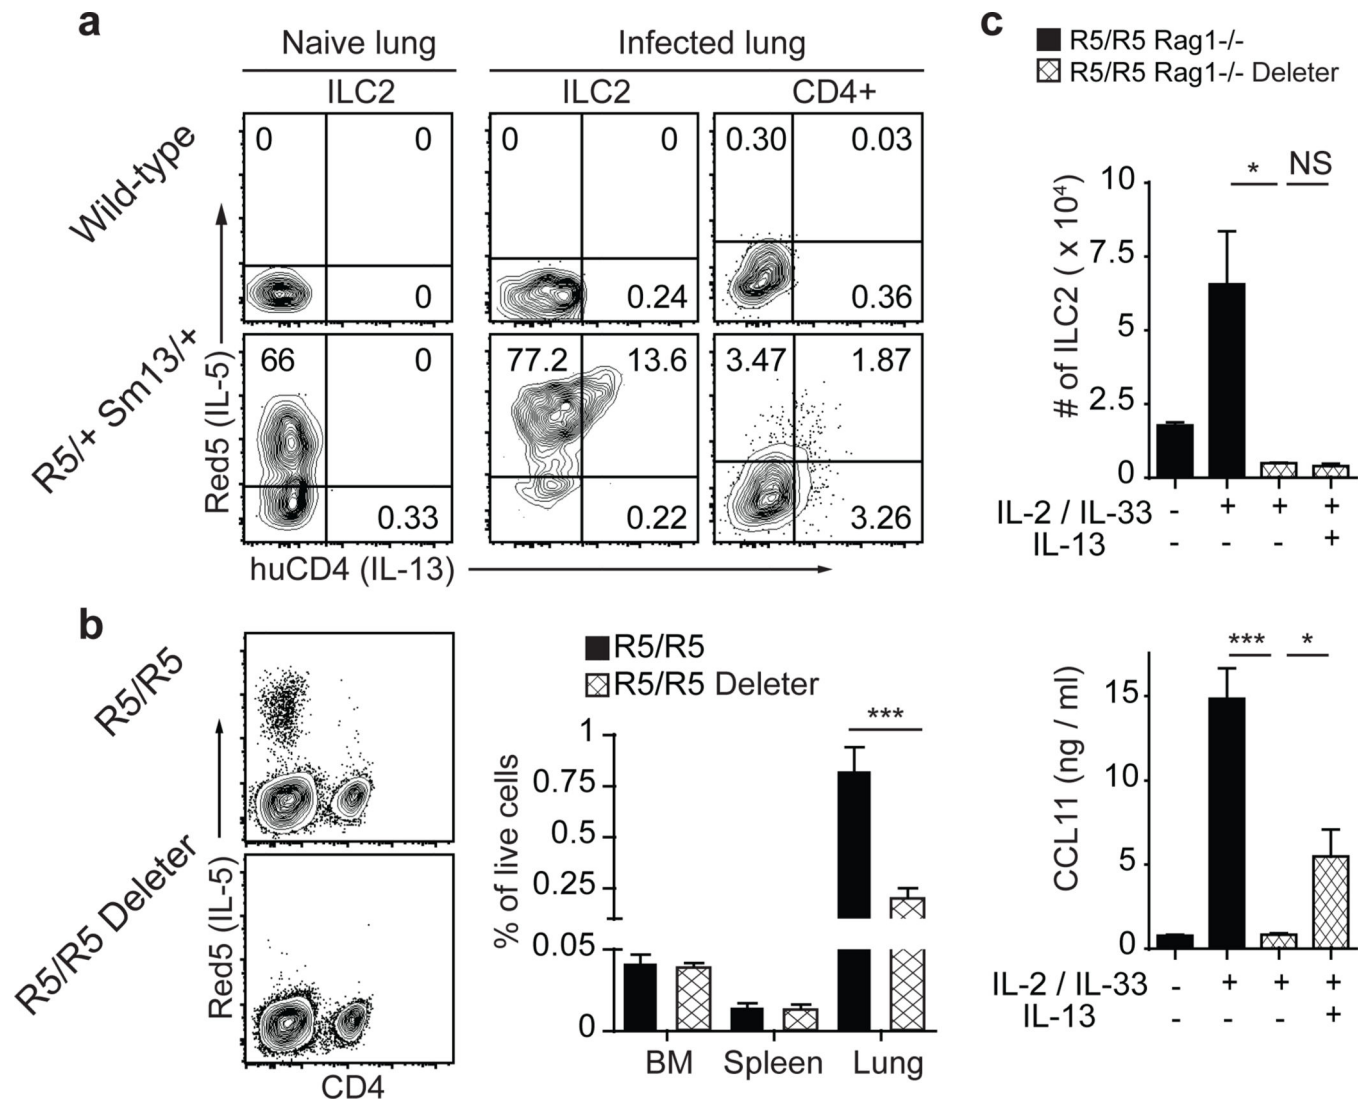 a
Naive lung
Infected lung
ILC2
ILC2
CD4+
Wild-type
0 0
0
0 0
0.24
0.30 0.03
0.36
R5/+ Sm13/+
Red5 (IL-5)
66 0
0.33
77.2 13.6
0.22
3.47 1.87
3.26
huCD4 (IL-13)
b
R5/R5
R5/R5 Deleter
Red5 (IL-5)
CD4
R5/R5
R5/R5 Deleter
% of live cells
1
0.75
0.5
0.25
0.05
0
***
BM Spleen Lung
c
R5/R5 Rag1-/-
R5/R5 Rag1-/- Deleter
# of ILC2 ( x 10⁴)
10
7.5
5
2.5
0
* NS
IL-2 / IL-33 - + + +
IL-13 - - - +
CCL11 (ng / ml)
15
10
5
0
*** *
IL-2 / IL-33 - + + +
IL-13 - - - +